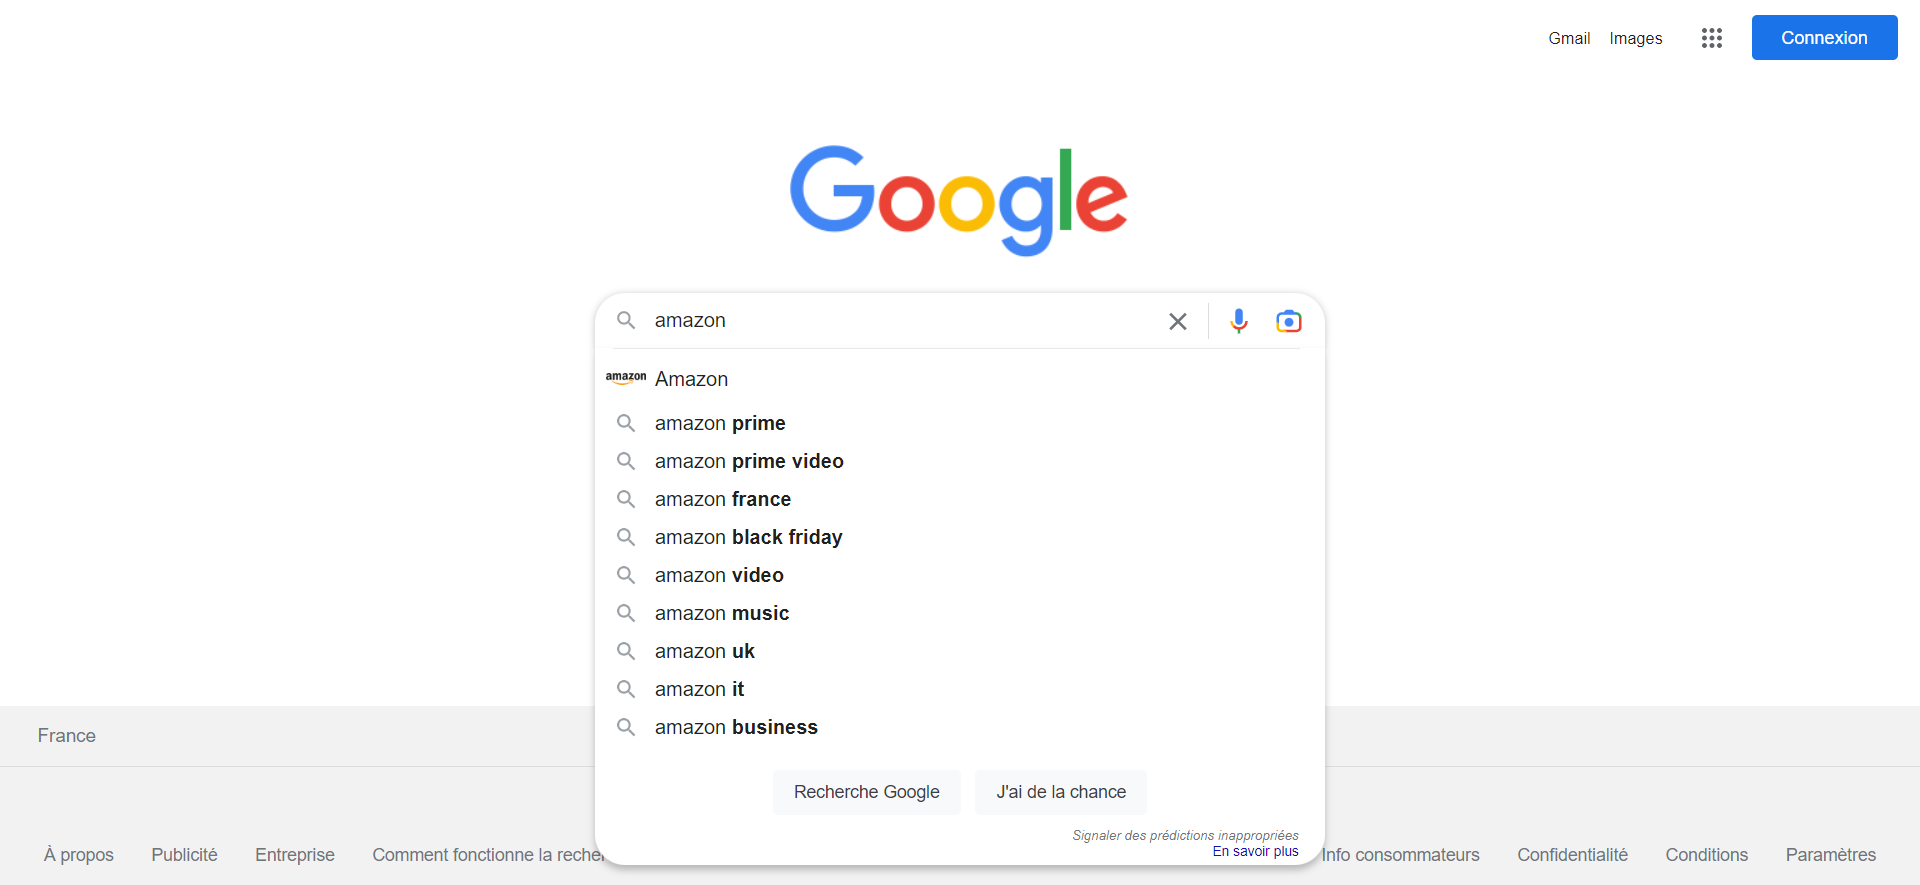 Gmail Images Connexion
Google
amazon
amazon Amazon
amazon prime
amazon prime video
amazon france
amazon black friday
amazon video
amazon music
amazon uk
amazon it
amazon business
France
Recherche Google J'ai de la chance
Signaler des prédictions inappropriées
En savoir plus
À propos Publicité Entreprise Comment fonctionne la recher Info consommateurs Confidentialité Conditions Paramètres